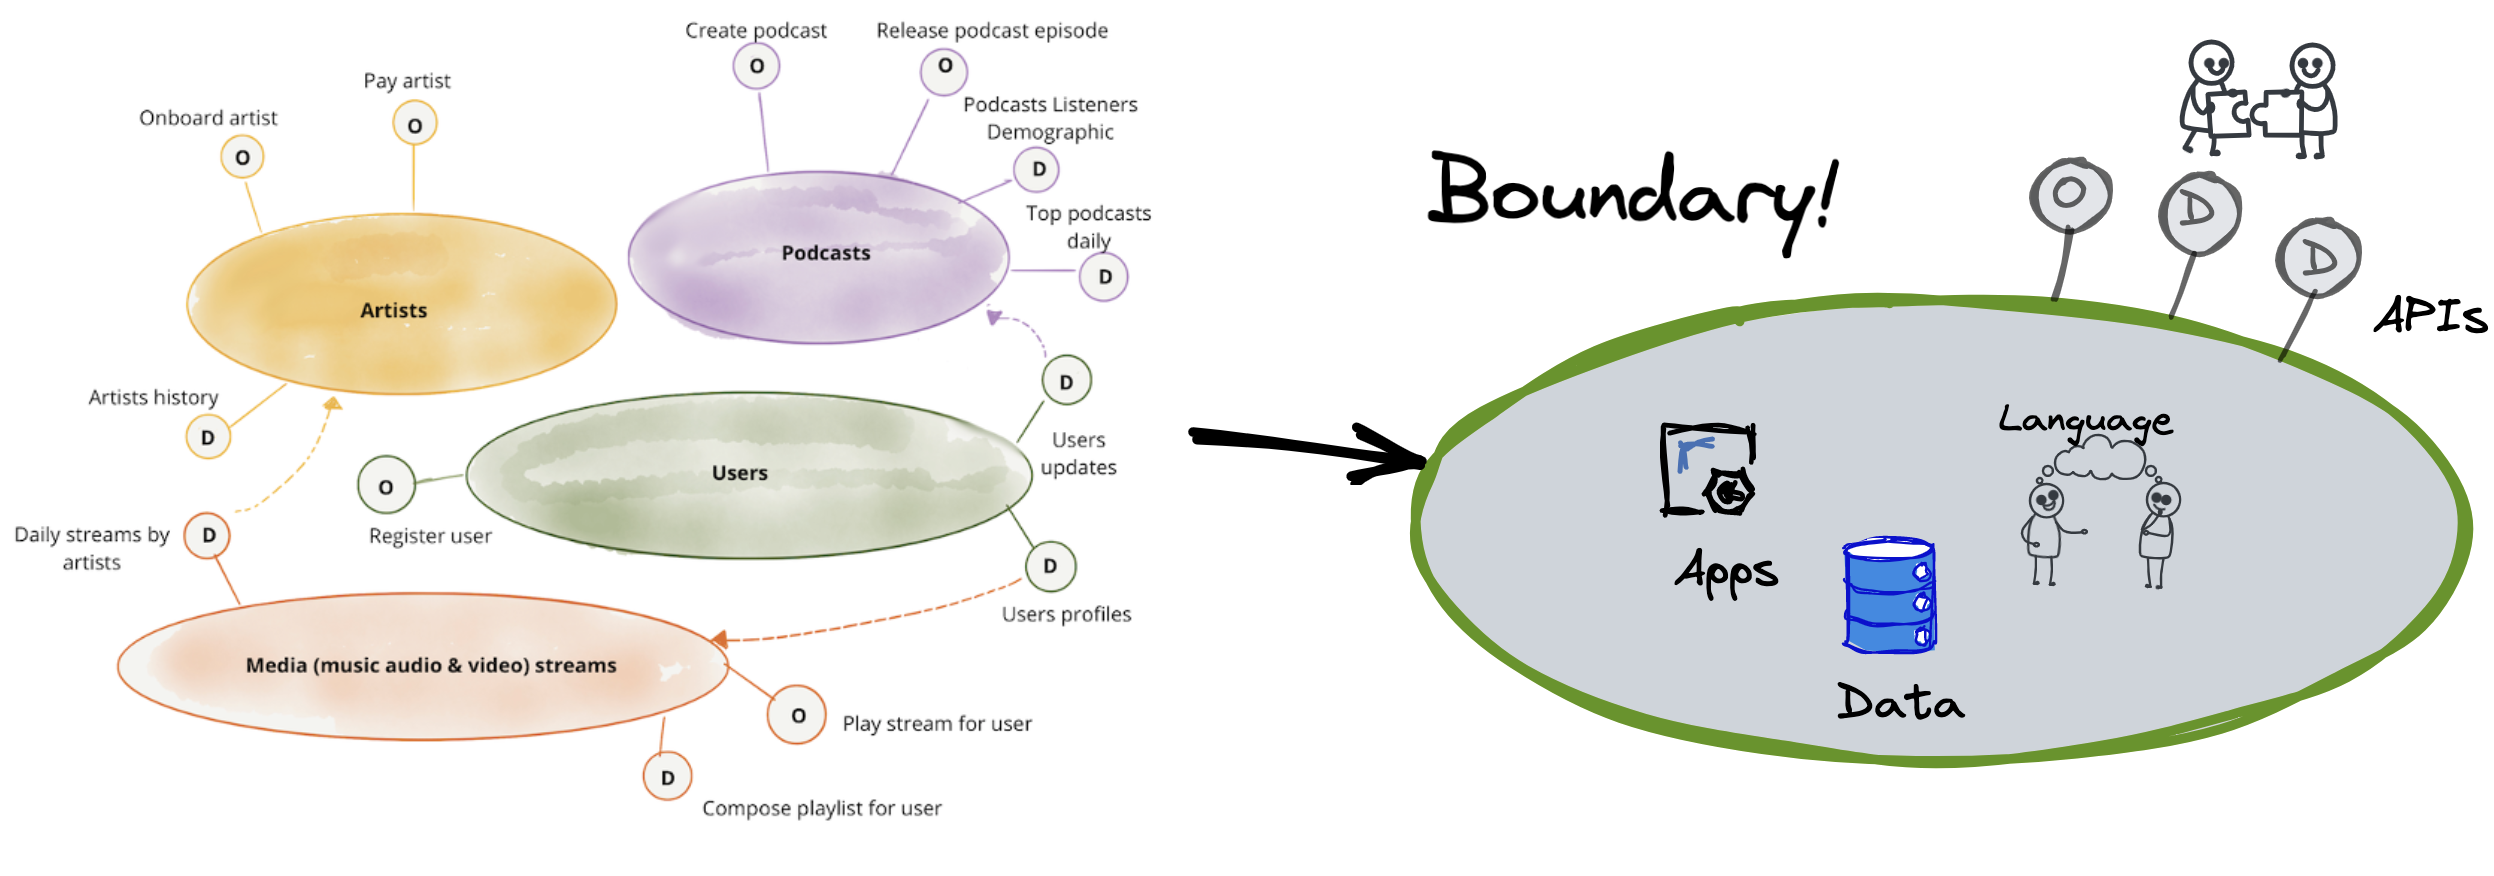 Create podcast
Release podcast episode
O
O
Pay artist
Podcasts Listeners
Demographic
Onboard artist
O
O
D
Top podcasts
daily
Podcasts
D
Artists
Artists history
D
D
Users
updates
Users
O
Register user
Daily streams by
artists
D
D
Users profiles
Media (music audio & video) streams
O
Play stream for user
D
Compose playlist for user
Boundary!
O
D
D
APIs
Language
Apps
Data